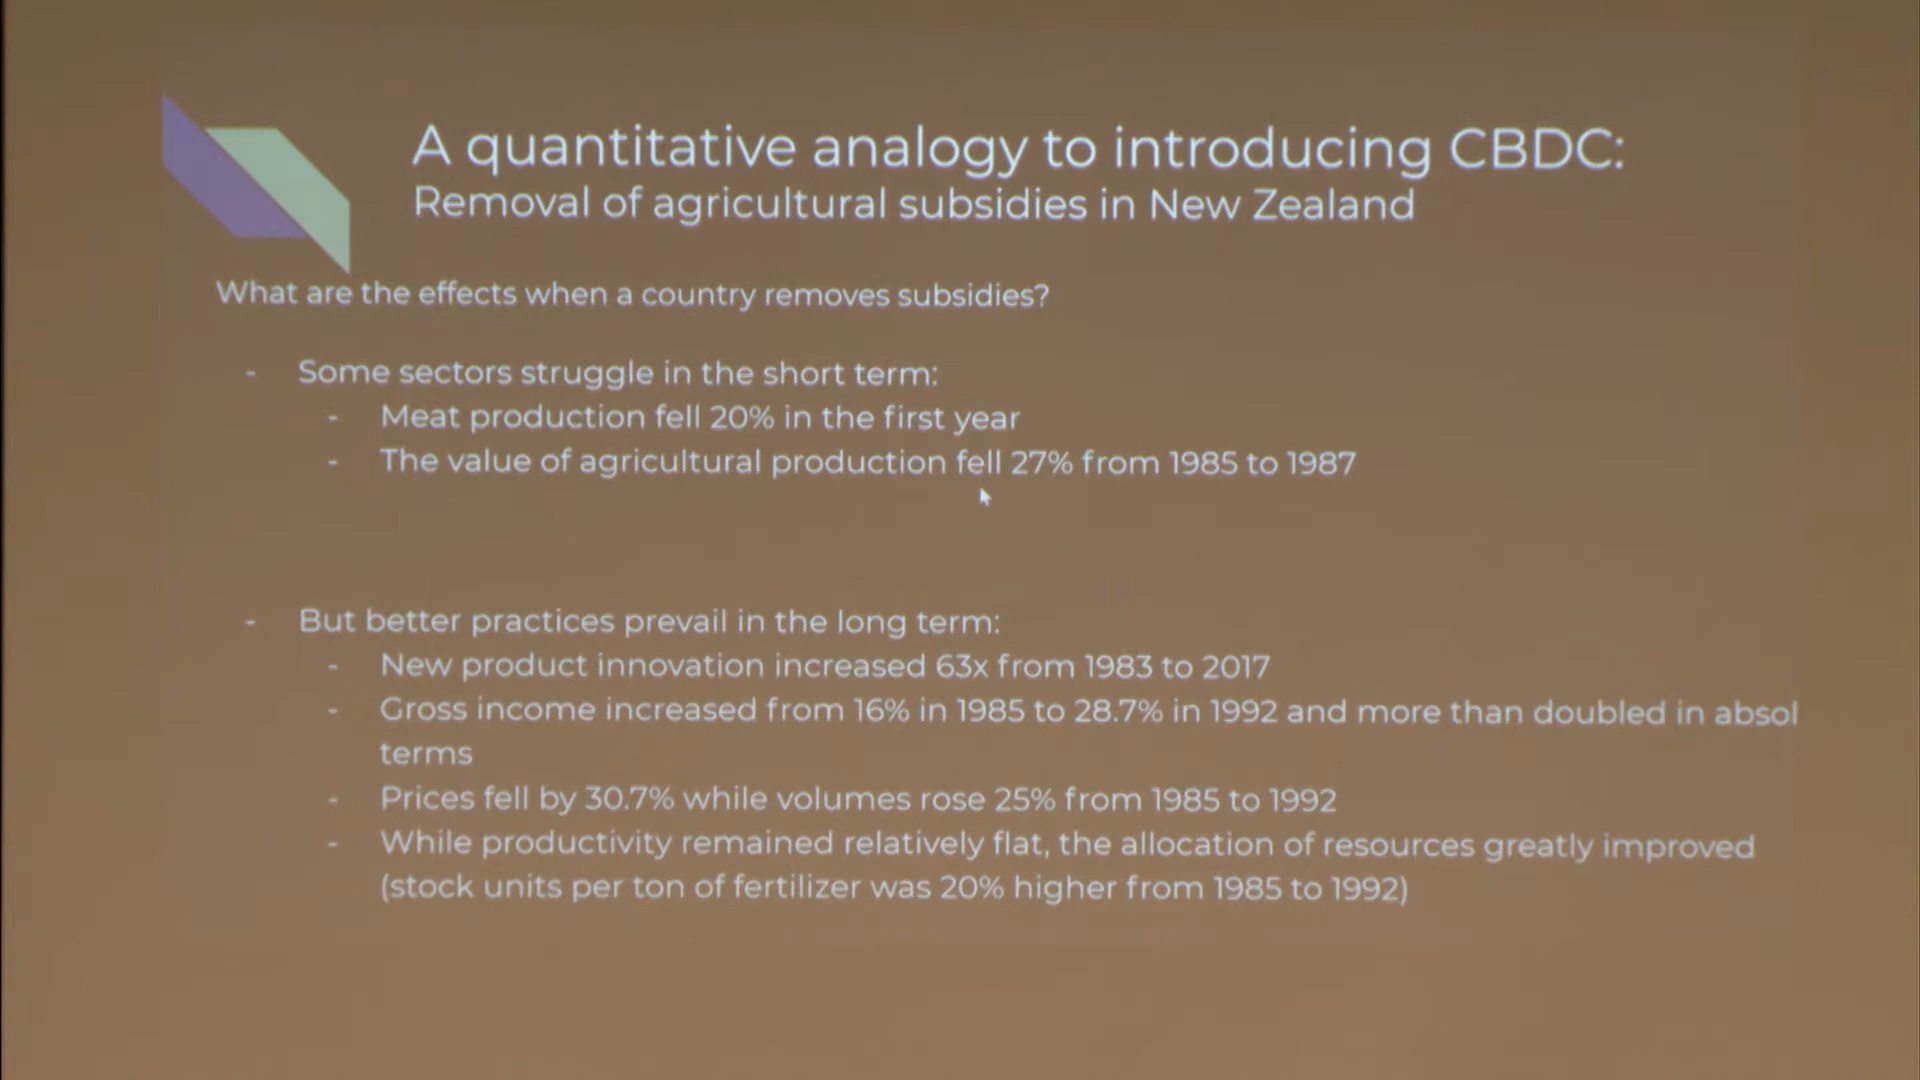 A quantitative analogy to introducing CBDC:
Removal of agricultural subsidies in New Zealand
What are the effects when a country removes subsidies?
- Some sectors struggle in the short term:
- Meat production fell 20% in the first year
- The value of agricultural production fell 27% from 1985 to 1987
- But better practices prevail in the long term:
- New product innovation increased 63x from 1983 to 2017
- Gross income increased from 16% in 1985 to 28.7% in 1992 and more than doubled in absol
terms
- Prices fell by 30.7% while volumes rose 25% from 1985 to 1992
- While productivity remained relatively flat, the allocation of resources greatly improved
(stock units per ton of fertilizer was 20% higher from 1985 to 1992)